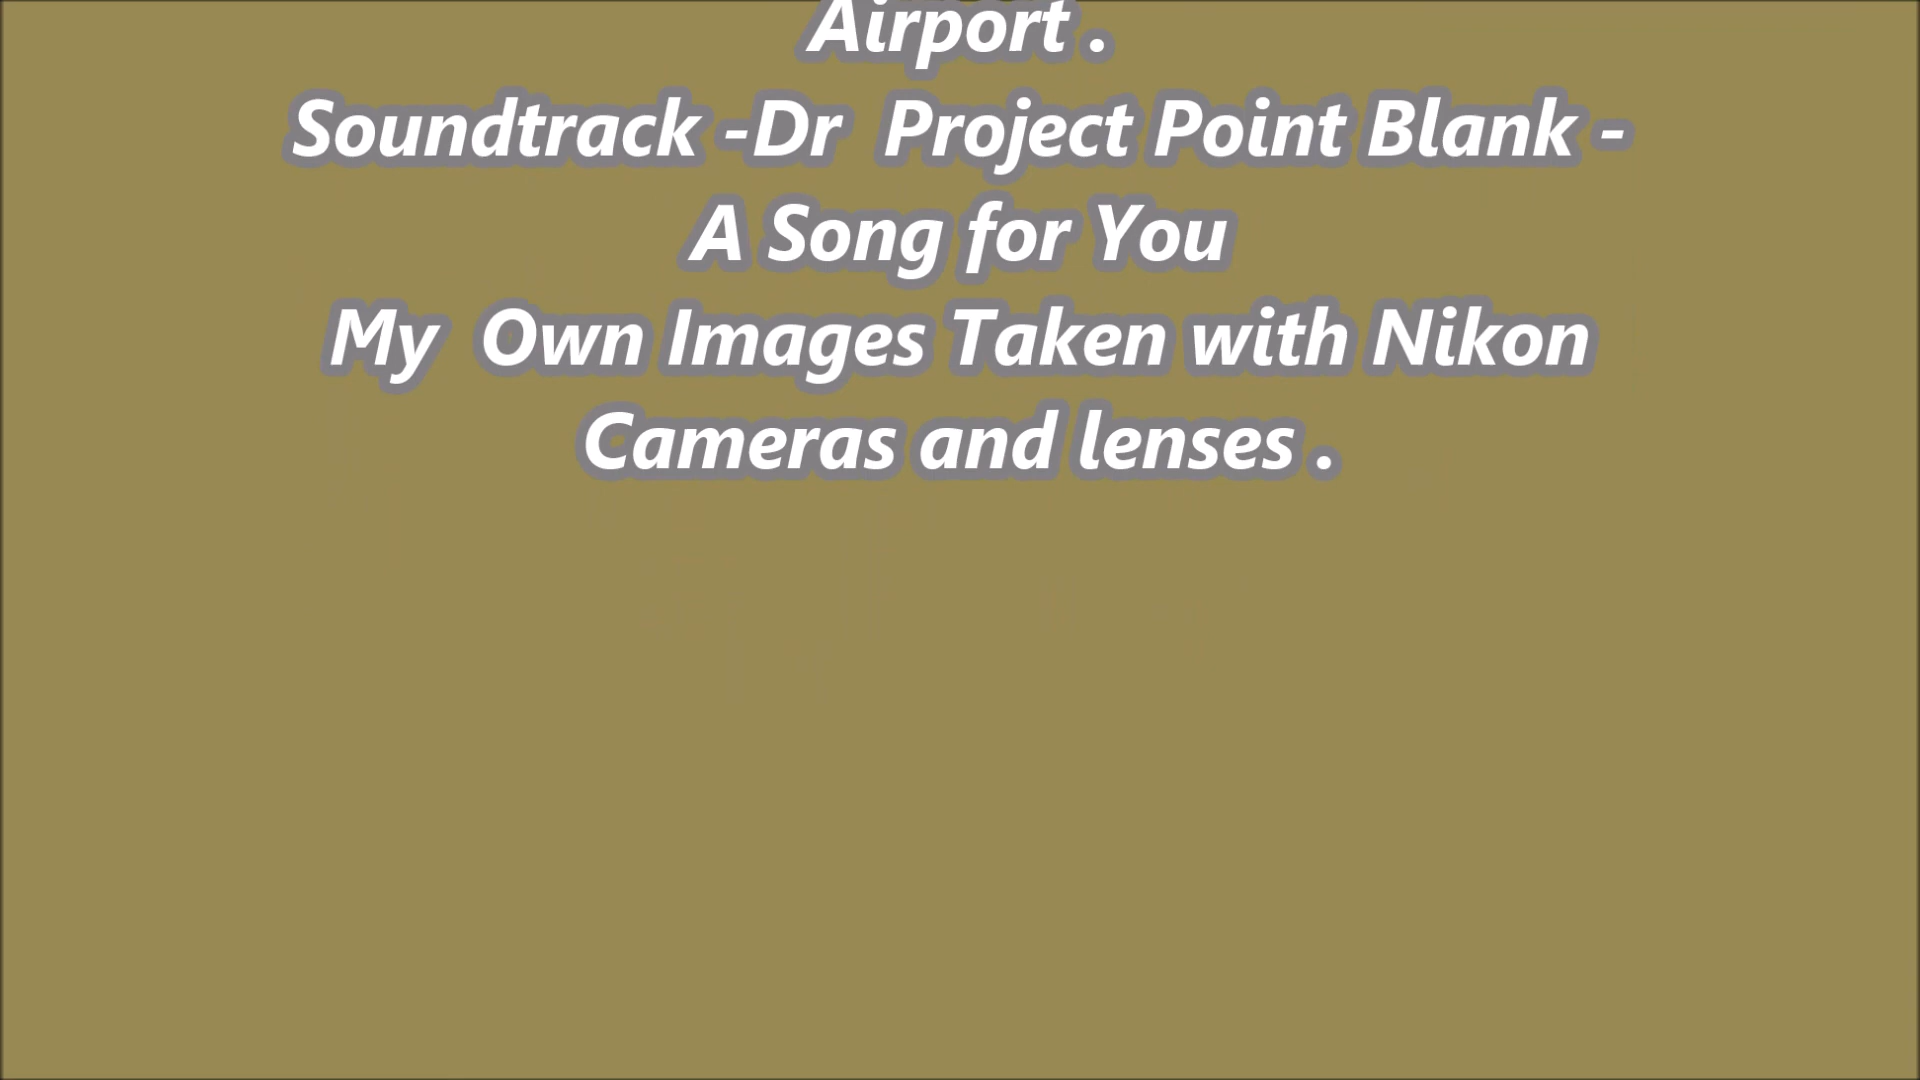 Airport .
Soundtrack -Dr  Project Point Blank -
A Song for You
My  Own Images Taken with Nikon
Cameras and lenses .